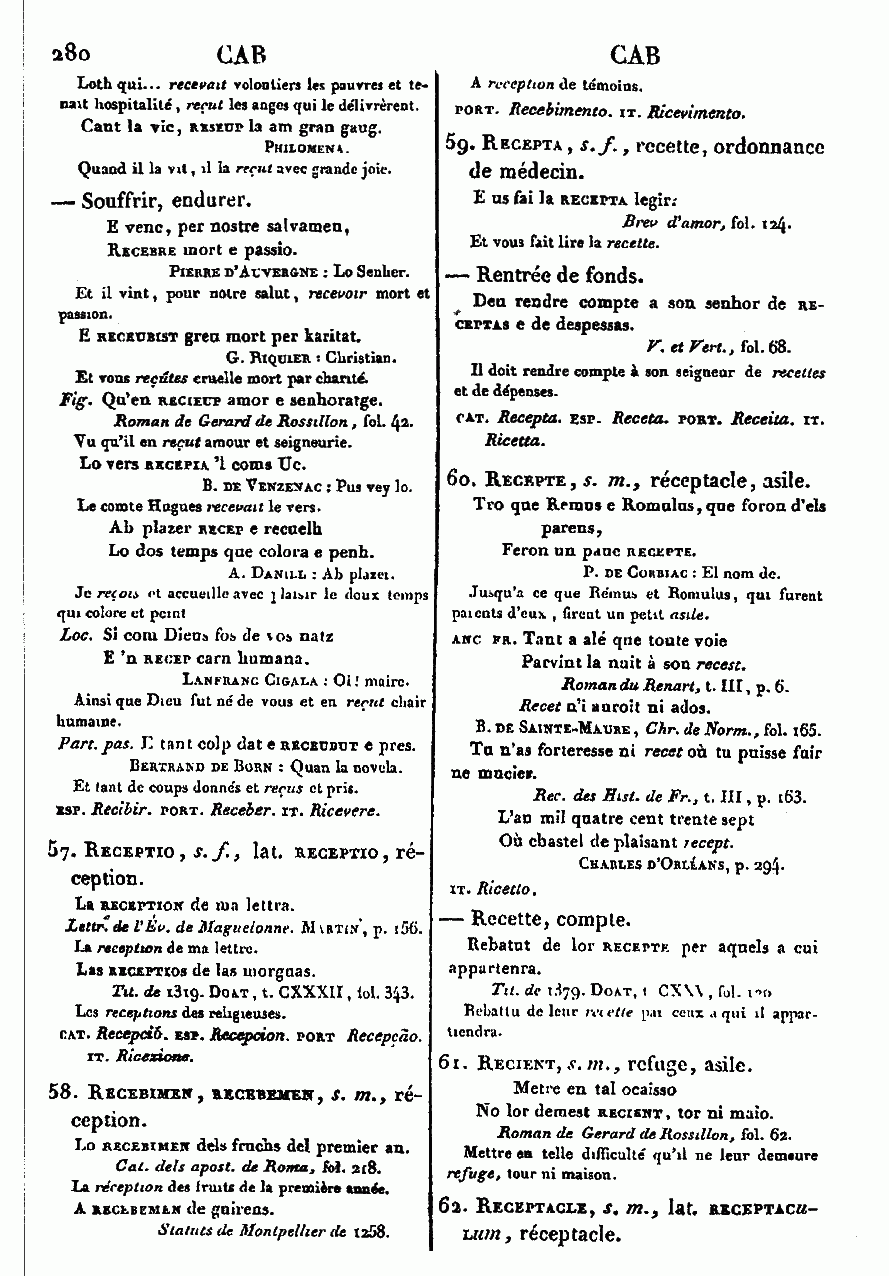 280 CAB CAB
Loth qui... recevait volontiers les pauvres et te-
nait hospitalité, reçut les anges qui le délivrèrent.
Cant la vic, RESEUP la am gran gaug.
PHILOMENA.
Quand il la vit, il la reçut avec grande joie.
— Souffrir, endurer.
E venc, per nostre salvamen,
RECEBRE mort e passio.
PIERRE D'AUVERGNE : Lo Senher.
Et il vint, pour notre salut, recevoir mort et
passion.
E RECEUBIST greu mort per karitat.
G. RIQUIER : Christian.
Et vous reçûtes cruelle mort par charité.
Fig. Qu'en RECIEUP amor e senhoratge.
Roman de Gerard de Rossillon, fol. 42.
Vu qu'il en reçut amour et seigneurie.
Lo vers RECEPIA 'l coms Uc.
B. DE VENZENAC : Pus vey lo.
Le comte Hugues recevait le vers.
Ab plazer RECEP e recuelh
Lo dos temps que colora e penh.
A. DANIEL : Ab plazer.
Je reçois et accueille avec plaisir le doux temps
qui colore et peint
Loc. Si com Dieus fos de vos natz
E 'n RECEP carn humana.
LANFRANC CIGALA : Oi! maire.
Ainsi que Dieu fut né de vous et en reçut chair
humaine.
Part. pas. E tant colp dat e RECEUBUT e pres.
BERTRAND DE BORN : Quan la novela.
Et tant de coups donnés et reçus et pris.
ESP. Recibir. PORT. Receber. IT. Ricevere.
57. RECEPTIO, s. f., lat. RECEPTIO, ré-
ception.
La RECEPTION de ma lettra.
Lettr. de l'Év. de Maguelonne. MARTIN, p. 156.
La reception de ma lettre.
Las RECEPTIOS de las morguas.
Tit. de 1319. DOAT, t. CXXXII, fol. 343.
Les receptions des religieuses.
CAT. Recepció. ESP. Recepcion. PORT Recepção.
IT. Ricezione.
58. RECEBIMEN, RECEBEMEN, s. m., ré-
ception.
Lo RECEBIMEN dels fruchs del premier an.
Cat. dels apost. de Roma, fol. 218.
La réception des fruits de la première année.
A RECEBEMEN de guirens.
Statuts de Montpellier de 1258.
A reception de témoins.
PORT. Recebimento. IT. Ricevimento.
59. RECEPTA, s. f., recette, ordonnance
de médecin.
E us fai la RECEPTA legir.
Brev d'amor, fol. 124.
Et vous fait lire la recette.
— Rentrée de fonds.
Deu rendre compte a son senhor de RE-
CEPTAS e de despessas.
V. et Vert., fol. 68.
Il doit rendre compte à son seigneur de recettes
et de dépenses.
CAT. Recepta. ESP. Receta. PORT. Receita. IT.
Ricetta.
60. RECEPTE, s. m., réceptacle, asile.
Tro que Remus e Romulus, que foron d'els
parens,
Feron un pauc RECEPTE.
P. DE CORBIAC : El nom de.
Jusqu'a ce que Rémus et Romulus, qui furent
parents d'eux, firent un petit asile.
ANC FR. Tant a alé que toute voie
Parvint la nuit à son recest.
Roman du Renart, t. III, p. 6.
Recet n'i auroit ni ados.
B. DE SAINTE-MAURE, Chr. de Norm., fol. 165.
Tu n'as forteresse ni recet où tu puisse fuir
ne mucier.
Rec. des Hist. de Fr., t. III, p. 163.
L'an mil quatre cent trente sept
Où chastel de plaisant recept.
CHARLES D'ORLÉANS, p. 294.
IT. Ricetto.
— Recette, compte.
Rebatut de lor RECEPTE per aquels a cui
appartenra.
Tit. de 1379. DOAT, t fol.
Rebattu de leur recette par ceux a qui il appar-
tiendra.
61. RECIENT, s. m., refuge, asile.
Metre en tal ocaisso
No lor demest RECIENT, tor ni maio.
Roman de Gerard de Rossillon, fol. 62.
Mettre en telle difficulté qu'il ne leur demeure
refuge, tour ni maison.
62. RECEPTACLE, s. m., lat. RECEPTACU-
LUM, réceptacle.